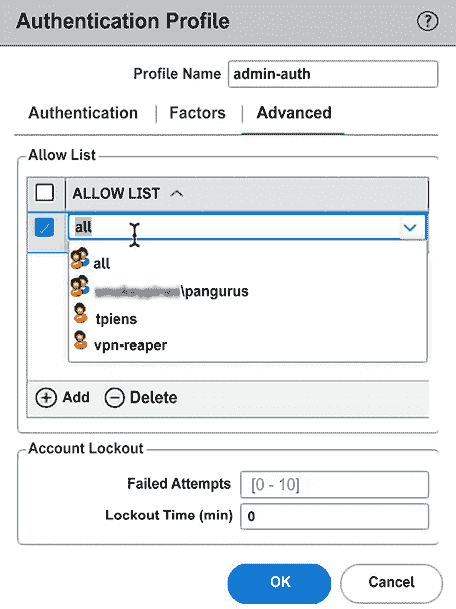 Authentication Profile
?
Profile Name admin-auth
Authentication Factors Advanced
Allow List
ALLOW LIST
all
all
\pangurus
tpiens
vpn-reaper
Add Delete
Account Lockout
Failed Attempts [0 - 10]
Lockout Time (min) 0
OK Cancel